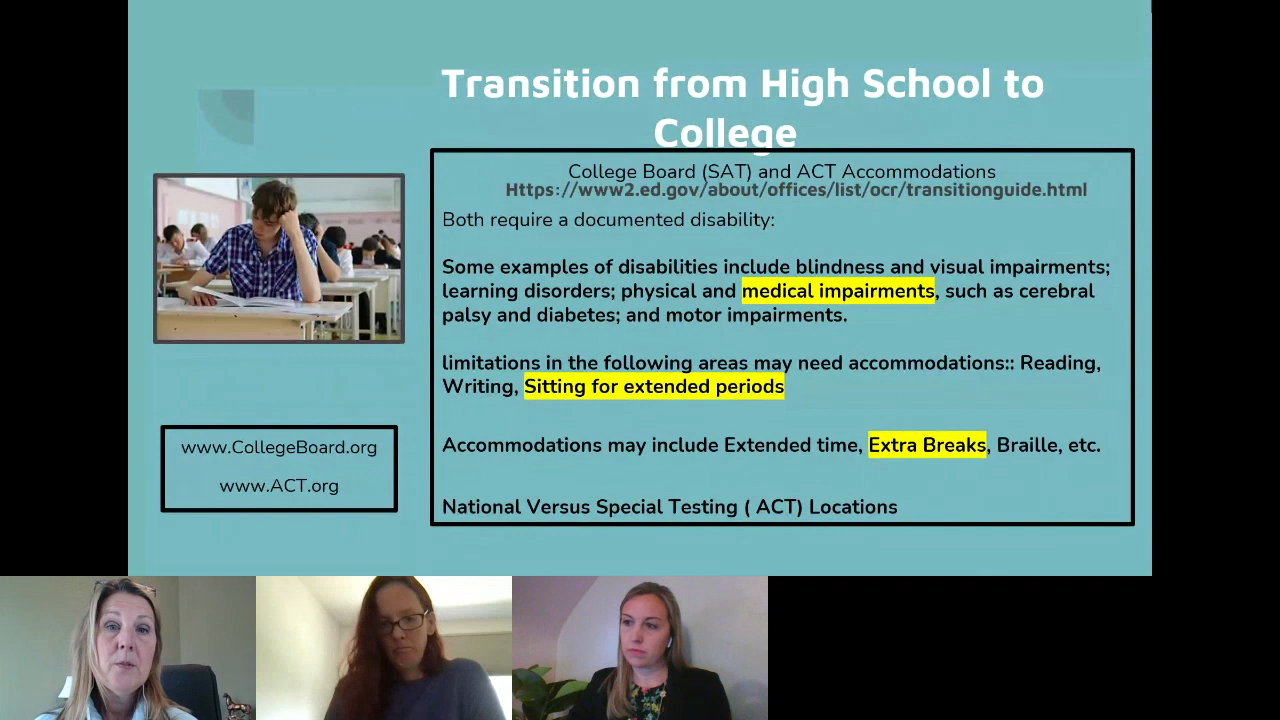 Transition from High School to
College
College Board (SAT) and ACT Accommodations
Https://www2.ed.gov/about/offices/list/ocr/transitionguide.html
Both require a documented disability:
Some examples of disabilities include blindness and visual impairments;
learning disorders; physical and medical impairments, such as cerebral
palsy and diabetes; and motor impairments.
limitations in the following areas may need accommodations:: Reading,
Writing, Sitting for extended periods
Accommodations may include Extended time, Extra Breaks, Braille, etc.
National Versus Special Testing ( ACT) Locations
www.CollegeBoard.org
www.ACT.org